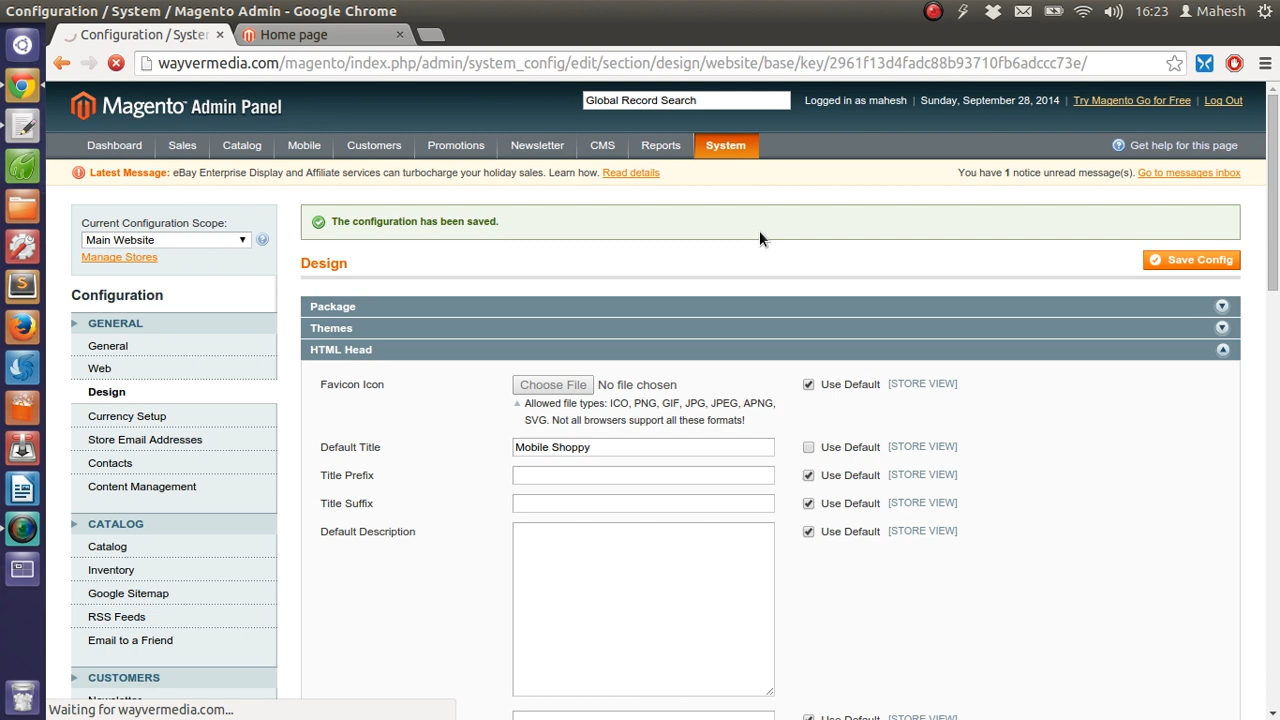 Configuration / System / Magento Admin - Google Chrome
16:23 Mahesh
Configuration / Syste
Home page
wayvermedia.com/magento/index.php/admin/system_config/edit/section/design/website/base/key/2961f13d4fadc88b93710fb6adccc73e/
Magento Admin Panel
Global Record Search
Logged in as mahesh | Sunday, September 28, 2014 | Try Magento Go for Free | Log Out
Dashboard Sales Catalog Mobile Customers Promotions Newsletter CMS Reports System
Get help for this page
Latest Message: eBay Enterprise Display and Affiliate services can turbocharge your holiday sales. Learn how. Read details
You have 1 notice unread message(s). Go to messages inbox
Current Configuration Scope:
Main Website
Manage Stores
The configuration has been saved.
Design
Save Config
Configuration
GENERAL
General
Web
Design
Currency Setup
Store Email Addresses
Contacts
Content Management
CATALOG
Catalog
Inventory
Google Sitemap
RSS Feeds
Email to a Friend
CUSTOMERS
Package
Themes
HTML Head
Favicon Icon Choose File No file chosen Use Default [STORE VIEW]
Allowed file types: ICO, PNG, GIF, JPG, JPEG, APNG,
SVG. Not all browsers support all these formats!
Default Title Mobile Shoppy Use Default [STORE VIEW]
Title Prefix Use Default [STORE VIEW]
Title Suffix Use Default [STORE VIEW]
Default Description Use Default [STORE VIEW]
Waiting for wayvermedia.com...